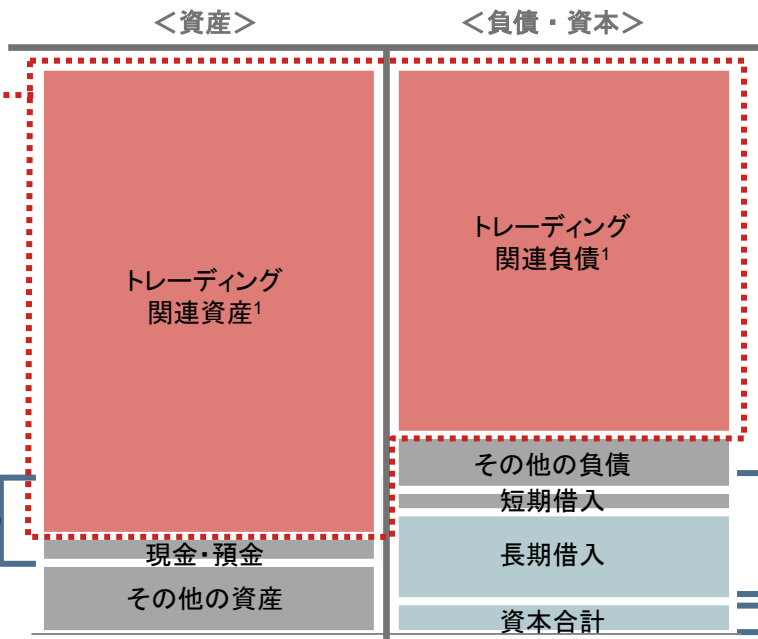 ＜資産＞
＜負債・資本＞
トレーディング
関連資産1
現金・預金
その他の資産
トレーディング
関連負債1
その他の負債
短期借入
長期借入
資本合計